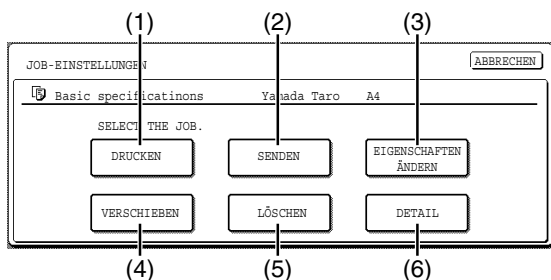 (1) (2) (3)
JOB-EINSTELLUNGEN ABBRECHEN
Basic specificatinons Yamada Taro A4
SELECT THE JOB.
DRUCKEN SENDEN EIGENSCHAFTEN
ÄNDERN
VERSCHIEBEN LÖSCHEN DETAIL
(4) (5) (6)